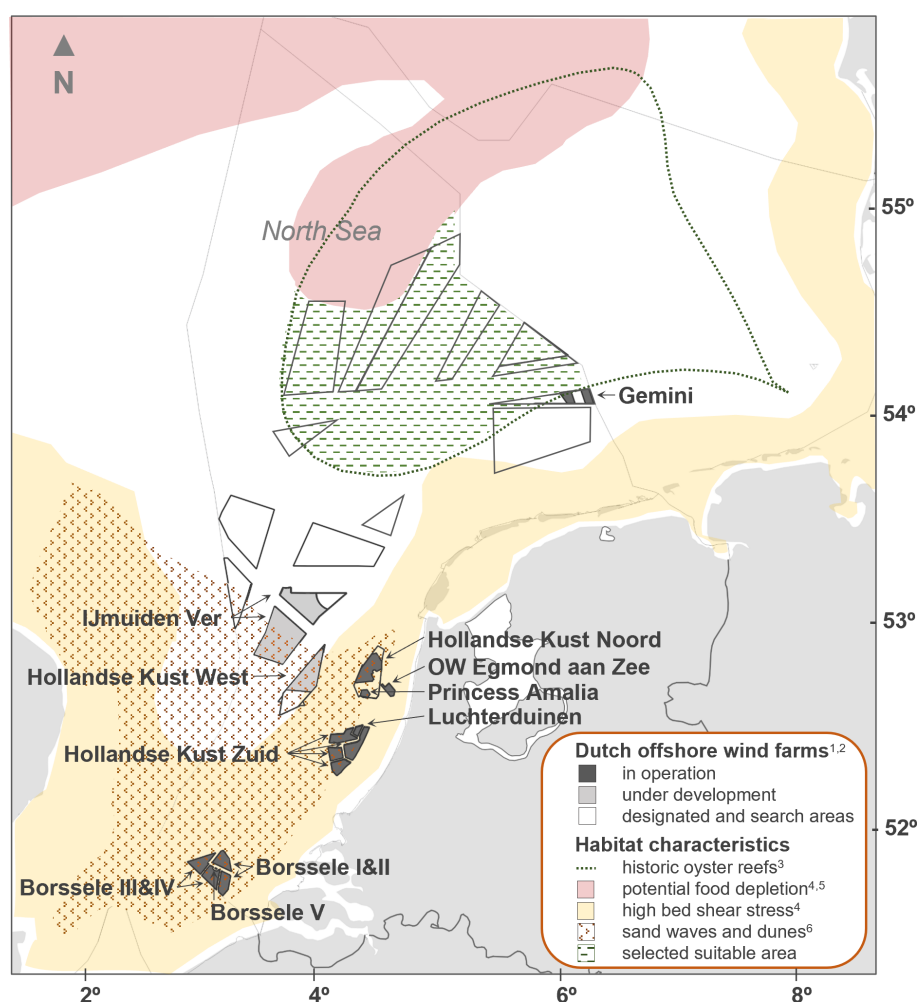 N
North Sea
55º
Gemini
54º
53º
IJmuiden Ver
Hollandse Kust Noord
OW Egmond aan Zee
Hollandse Kust West
Princess Amalia
Luchterduinen
Hollandse Kust Zuid
Dutch offshore wind farms1,2
in operation
under development
designated and search areas
52º
Habitat characteristics
historic oyster reefs3
potential food depletion4,5
high bed shear stress4
sand waves and dunes6
selected suitable area
Borssele I&II
Borssele III&IV
Borssele V
2º 4º 6º 8º